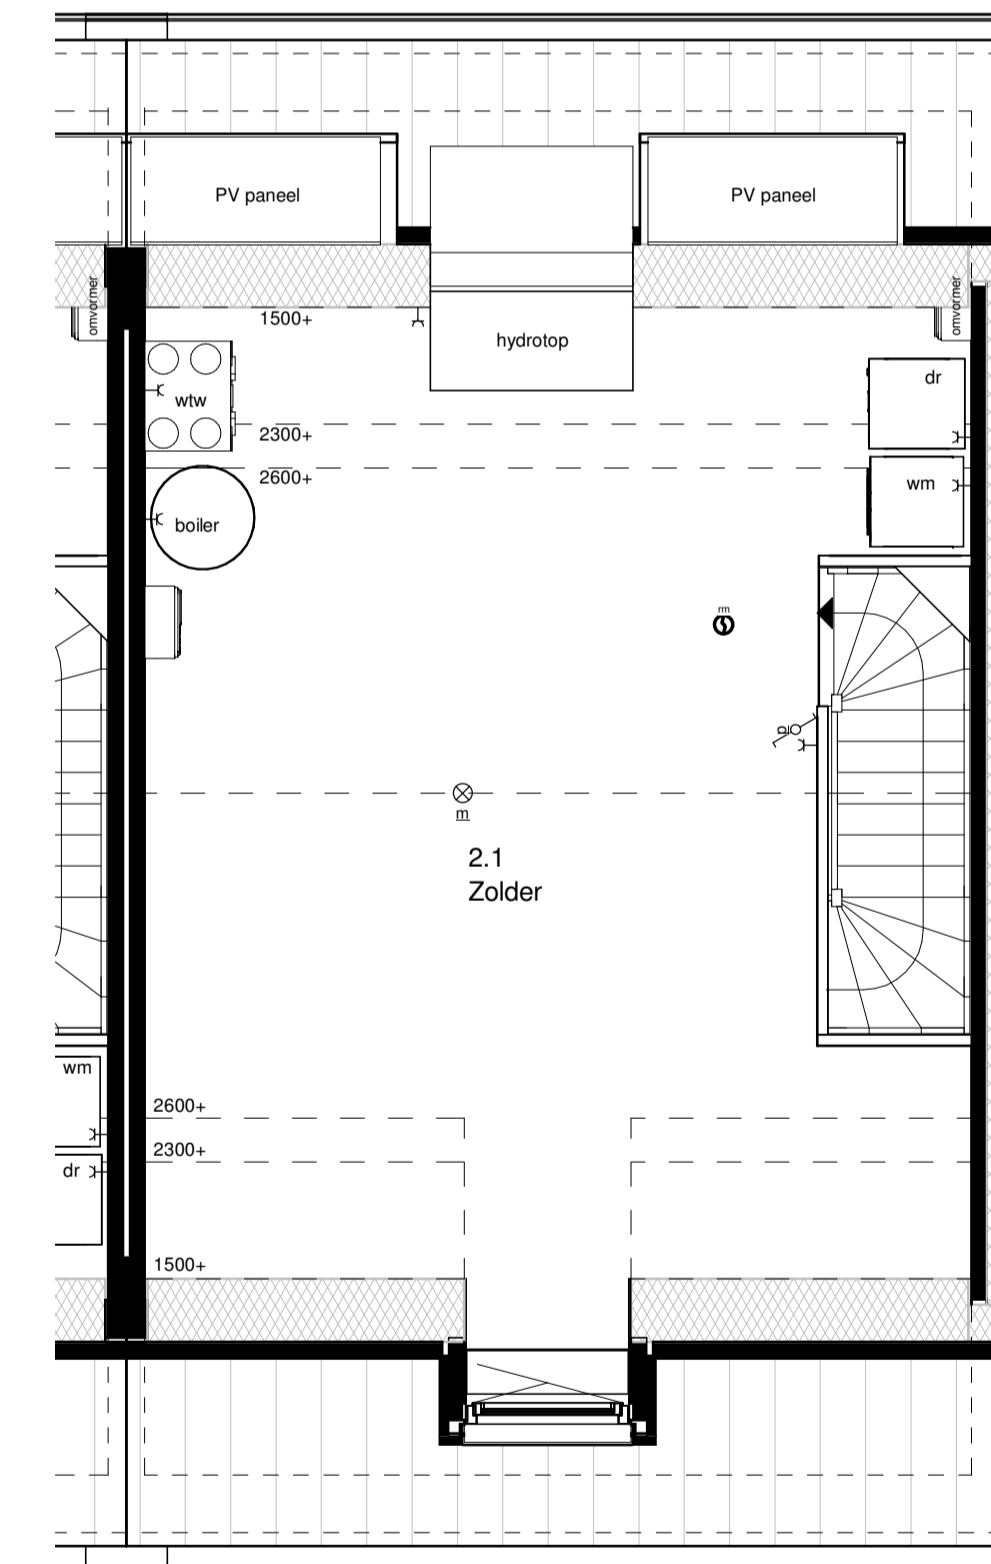 PV paneel
PV paneel
omvormer
omvormer
1500+
hydrotop
dr
wtw
2300+
2600+
wm
boiler
rm
p
m
2.1
Zolder
wm
2600+
2300+
dr
1500+